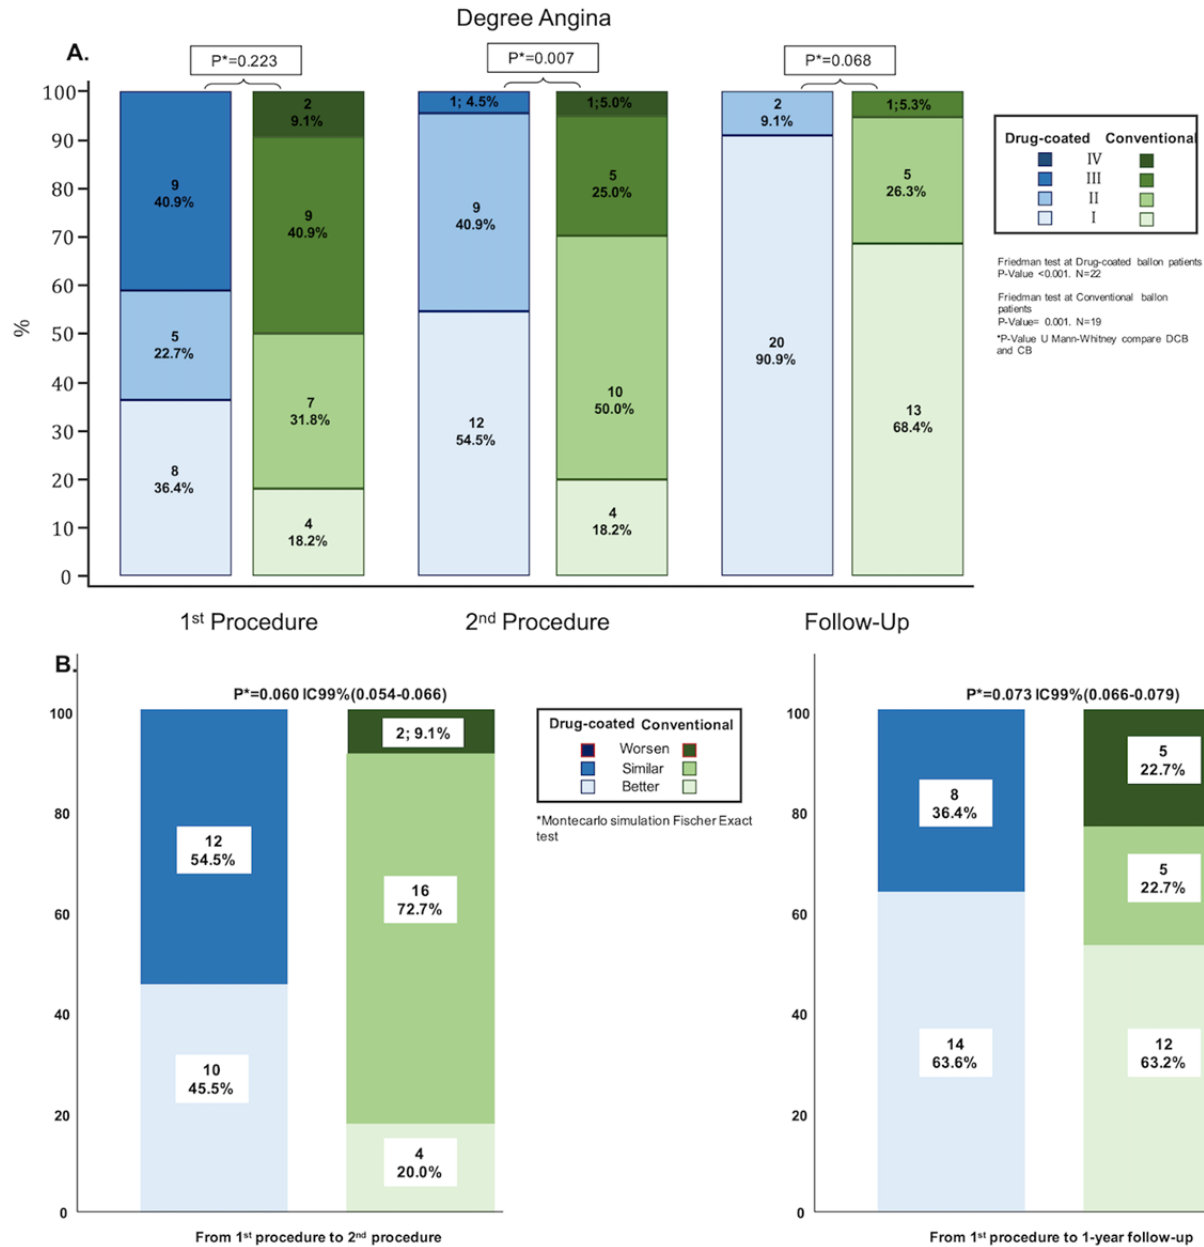 Degree Angina
A.
P*=0.223
P*=0.007
P*=0.068
100
90
80
70
60
50
40
30
20
10
0
%
9
40.9%
5
22.7%
8
36.4%
2
9.1%
9
40.9%
7
31.8%
4
18.2%
1; 4.5%
9
40.9%
12
54.5%
1;5.0%
5
25.0%
10
50.0%
4
18.2%
2
9.1%
20
90.9%
1;5.3%
5
26.3%
13
68.4%
1st Procedure
2nd Procedure
Follow-Up
Drug-coated Conventional
IV
III
II
I
Friedman test at Drug-coated ballon patients
P-Value <0.001. N=22
Friedman test at Conventional ballon
patients
P-Value= 0.001. N=19
*P-Value U Mann-Whitney compare DCB
and CB
B.
P*=0.060 IC99%(0.054-0.066)
100
80
60
40
20
0
12
54.5%
10
45.5%
2; 9.1%
16
72.7%
4
20.0%
From 1st procedure to 2nd procedure
Drug-coated Conventional
Worsen
Similar
Better
*Montecarlo simulation Fischer Exact
test
P*=0.073 IC99%(0.066-0.079)
100
80
60
40
20
0
8
36.4%
14
63.6%
5
22.7%
5
22.7%
12
63.2%
From 1st procedure to 1-year follow-up